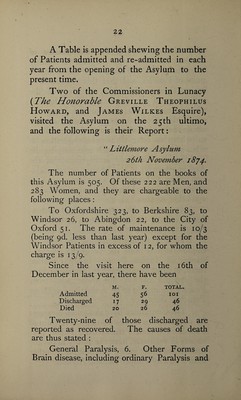 22
A Table is appended shewing the number
of Patients admitted and re-admitted in each
year from the opening of the Asylum to the
present time.
Two of the Commissioners in Lunacy
(The Honorable Greville Theophilus
Howard, and James Wilkes Esquire),
visited the Asylum on the 25th ultimo,
and the following is their Report:
“Littlemore Asylum
26th November 1874.
The number of Patients on the books of
this Asylum is 505. Of these 222 are Men, and
283 Women, and they are chargeable to the
following places:
To Oxfordshire 323, to Berkshire 83, to
Windsor 26, to Abingdon 22, to the City of
Oxford 51. The rate of maintenance is 10/3
(being 9d. less than last year) except for the
Windsor Patients in excess of 12, for whom the
charge is 13/9.
Since the visit here on the 16th of
December in last year, there have been
M. F. TOTAL.
Admitted 45 56 101
Discharged 17 29 46
Died 20 26 46
Twenty-nine of those discharged are
reported as recovered. The causes of death
are thus stated:
General Paralysis, 6. Other Forms of
Brain disease, including ordinary Paralysis and